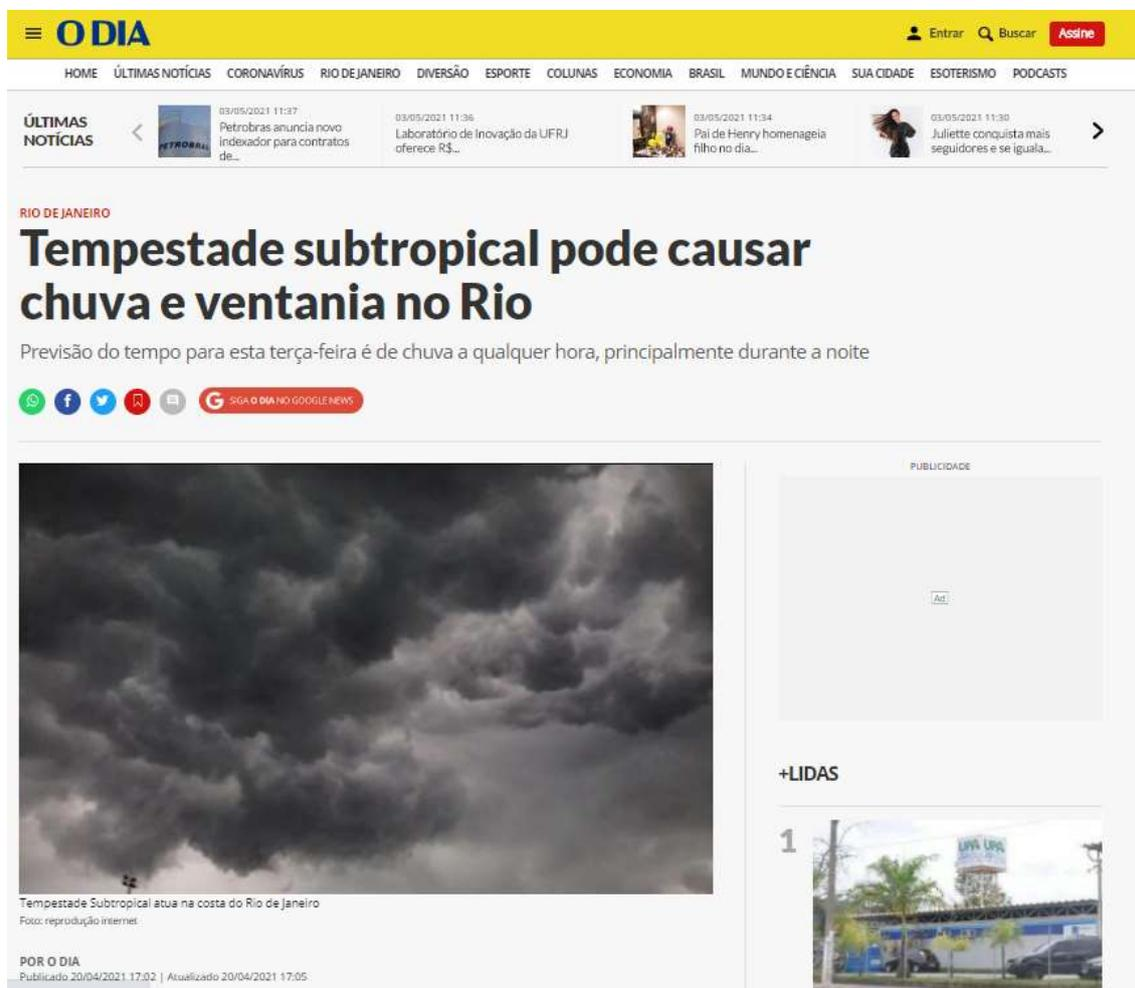 O DIA
Entrar
Buscar
Assine
HOME ÚLTIMAS NOTÍCIAS CORONAVÍRUS RIO DE JANEIRO DIVERSÃO ESPORTE COLUNAS ECONOMIA BRASIL MUNDO E CIÊNCIA SUA CIDADE ESOTERISMO PODCASTS
ÚLTIMAS
NOTÍCIAS
PETROBRAS
03/05/2021 11:37
Petrobras anuncia novo
indexador para contratos
de...
03/05/2021 11:36
Laboratório de Inovação da UFRJ
oferece R$...
03/05/2021 11:34
Pai de Henry homenageia
filho no dia...
03/05/2021 11:30
Juliette conquista mais
seguidores e se iguala...
RIO DE JANEIRO
Tempestade subtropical pode causar
chuva e ventania no Rio
Previsão do tempo para esta terça-feira é de chuva a qualquer hora, principalmente durante a noite
SIGA O DIA NO GOOGLE NEWS
Tempestade Subtropical atua na costa do Rio de Janeiro
Foto: reprodução internet
POR O DIA
Publicado 20/04/2021 17:02 | Atualizado 20/04/2021 17:05
PUBLICIDADE
Ad
+LIDAS
1
UPA UPA